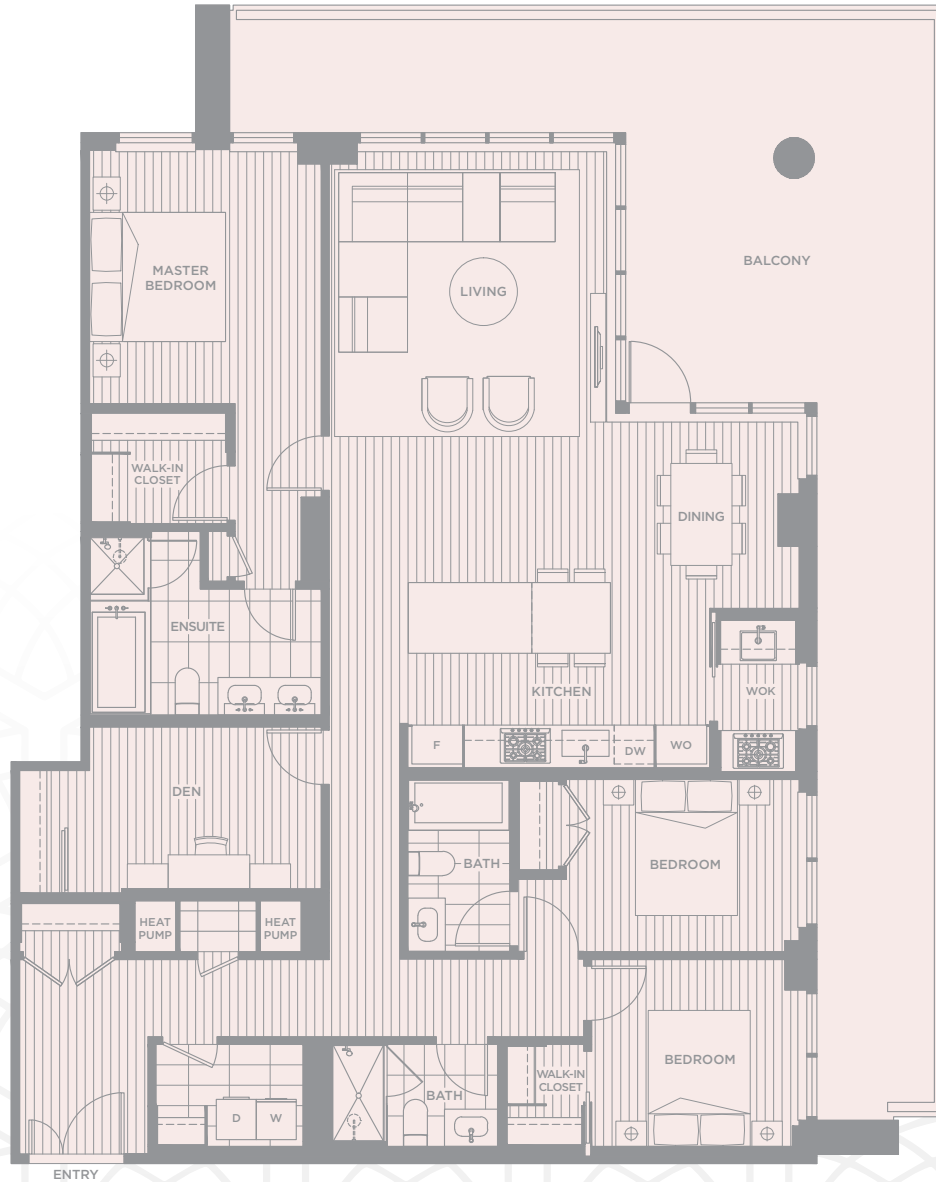 BALCONY
MASTER
BEDROOM
LIVING
WALK-IN
CLOSET
DINING
ENSUITE
KITCHEN
WOK
F
DW
WO
DEN
BATH
BEDROOM
HEAT
PUMP
HEAT
PUMP
BEDROOM
WALK-IN
CLOSET
BATH
D
W
ENTRY